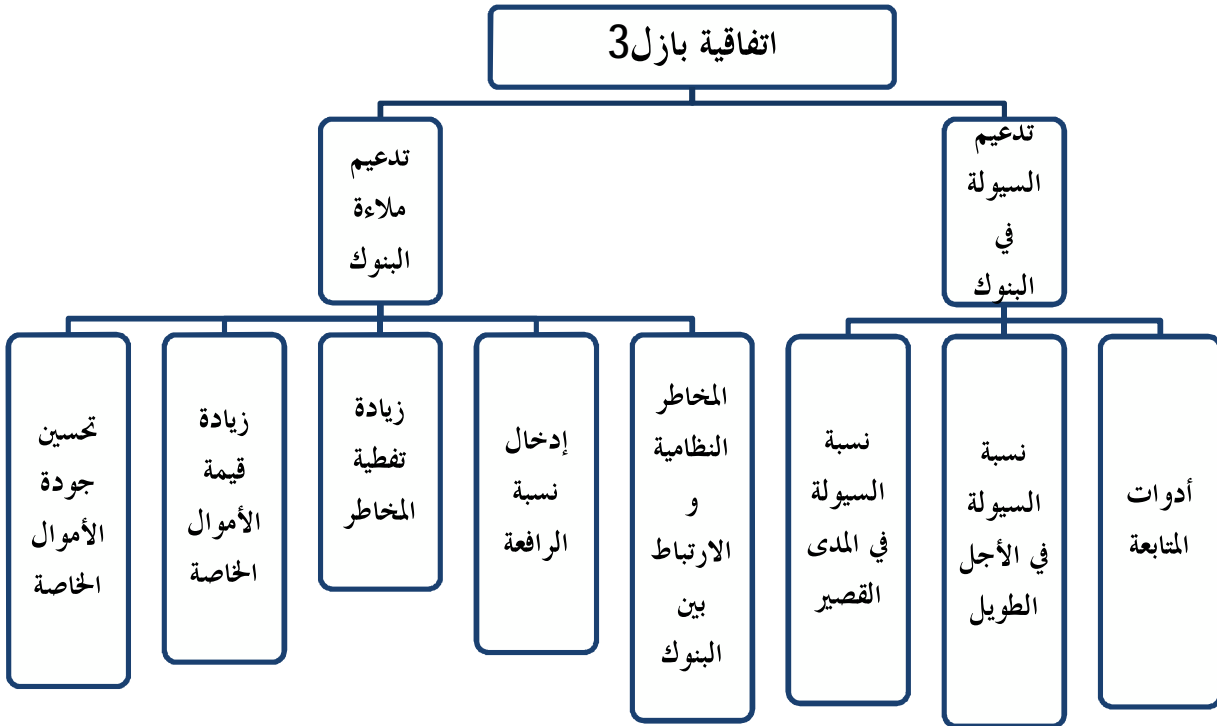 اتفاقية بازل3
تدعيم
السيولة
في
البنوك
تدعيم
ملاءة
البنوك
أدوات
المتابعة
نسبة
السيولة
في الأجل
الطويل
نسبة
السيولة
في المدى
القصير
المخاطر
النظامية
و
الارتباط
بين
البنوك
إدخال
نسبة
الرافعة
زيادة
تفطية
المخاطر
زيادة
قيمة
الأموال
الخاصة
تحسين
جودة
الأموال
الخاصة